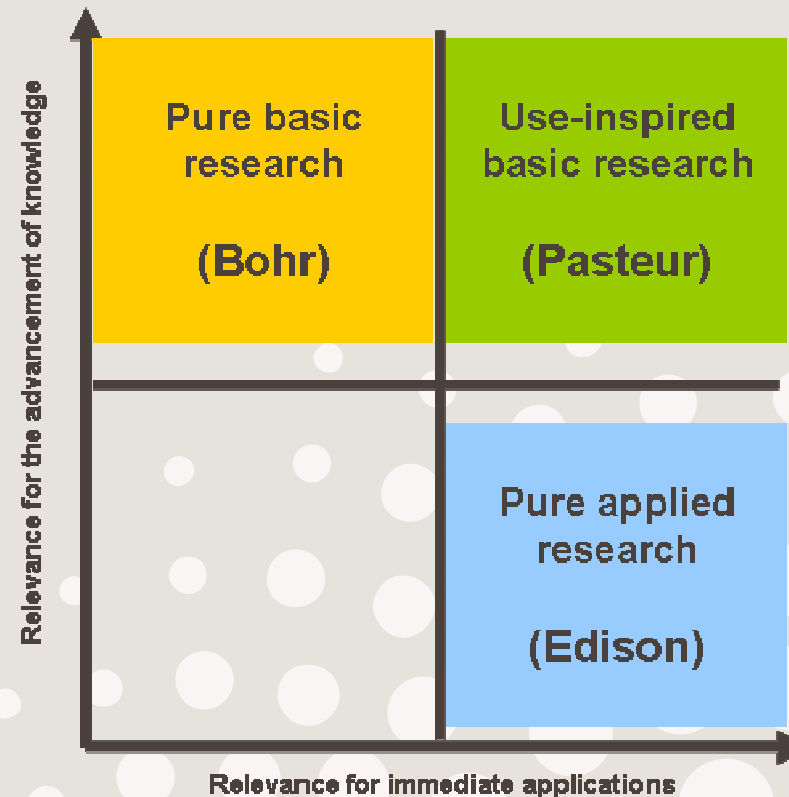 Relevance for the advancement of knowledge
Pure basic
research
(Bohr)
Use-inspired
basic research
(Pasteur)
Pure applied
research
(Edison)
Relevance for immediate applications